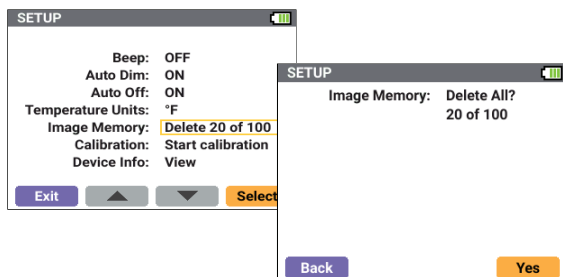 SETUP
Beep: OFF
Auto Dim: ON
Auto Off: ON
Temperature Units: °F
Image Memory: Delete 20 of 100
Calibration: Start calibration
Device Info: View
Exit Select
SETUP
Image Memory: Delete All?
20 of 100
Back Yes